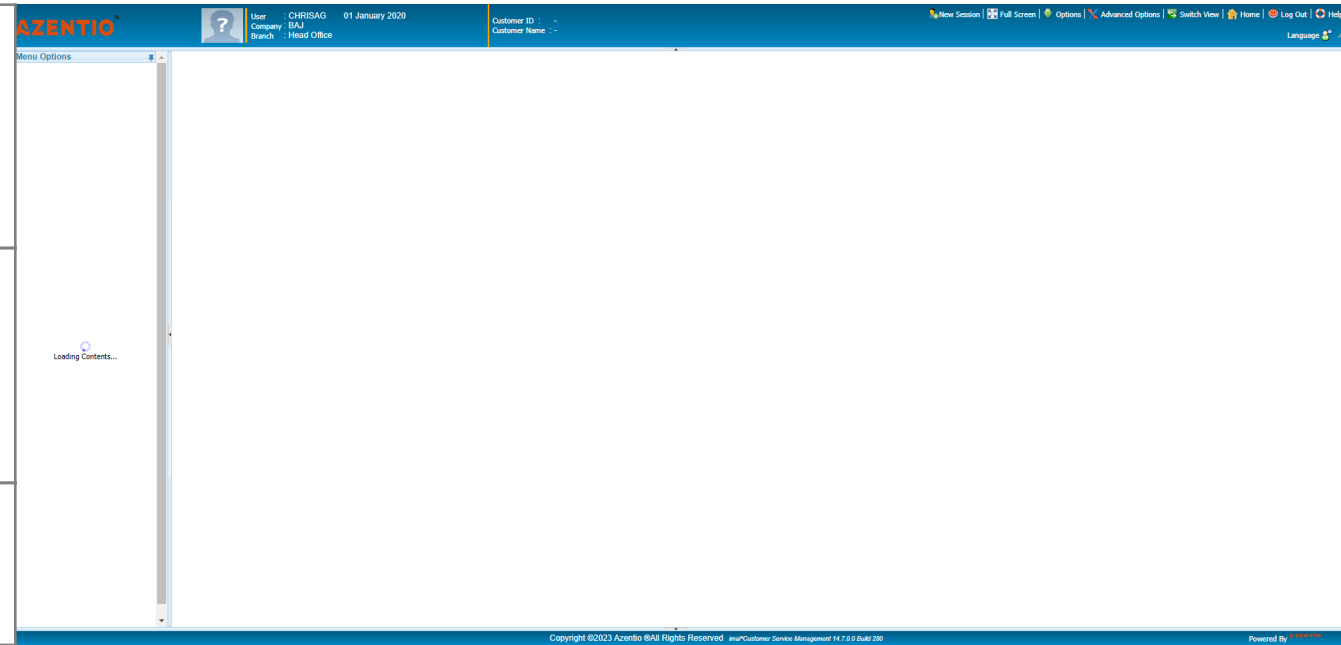 AZENTIO
User : CHRISAG 01 January 2020
Company : BAJ
Branch : Head Office
Customer ID : -
Customer Name : -
New Session | Full Screen | Options | Advanced Options | Switch View | Home | Log Out | Help
Language
Menu Options
Loading Contents...
Copyright ©2023 Azentio ®All Rights Reserved imal®Customer Service Management 14.7.0.0 Build 280
Powered By AZENTIO